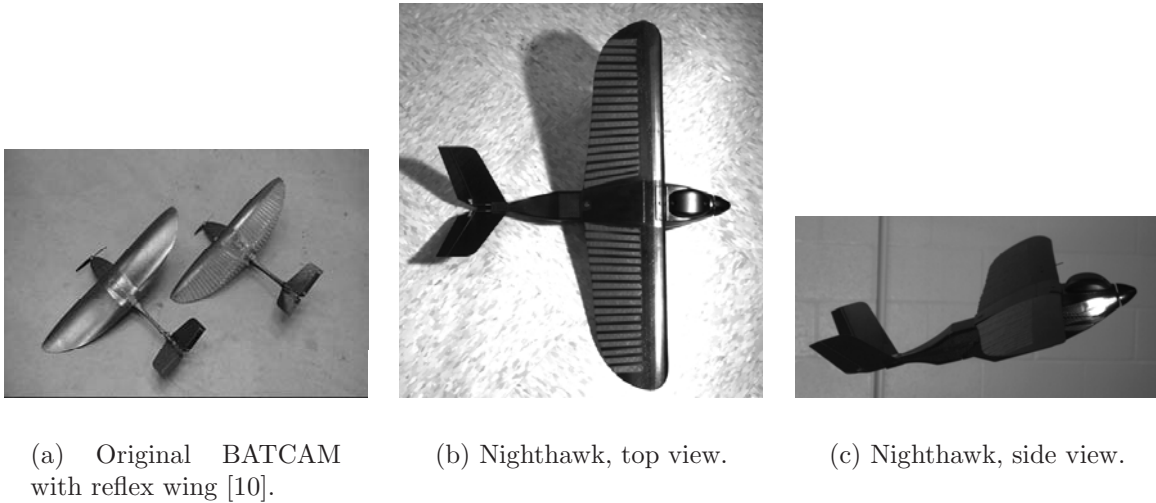 (a) Original BATCAM
with reflex wing [10].
(b) Nighthawk, top view.
(c) Nighthawk, side view.